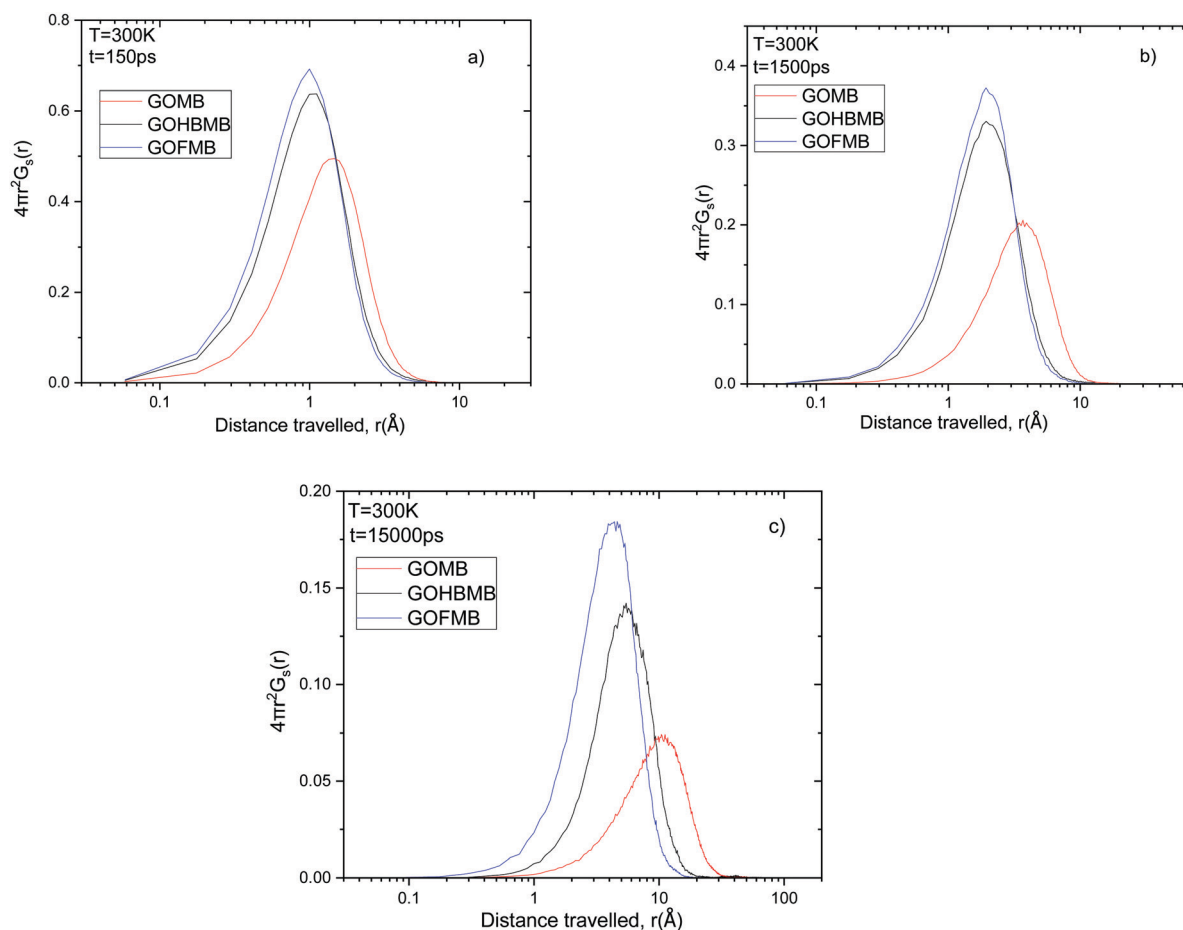 T=300K
t=150ps
a)
GOMB
GOHBMB
GOFMB
4πr²Gₛ(r)
0.8
0.6
0.4
0.2
0.0
0.1 1 10
Distance travelled, r(Å)
T=300K
t=1500ps
b)
GOMB
GOHBMB
GOFMB
4πr²Gₛ(r)
0.4
0.3
0.2
0.1
0.0
0.1 1 10
Distance travelled, r(Å)
T=300K
t=15000ps
c)
GOMB
GOHBMB
GOFMB
4πr²Gₛ(r)
0.20
0.15
0.10
0.05
0.00
0.1 1 10 100
Distance travelled, r(Å)